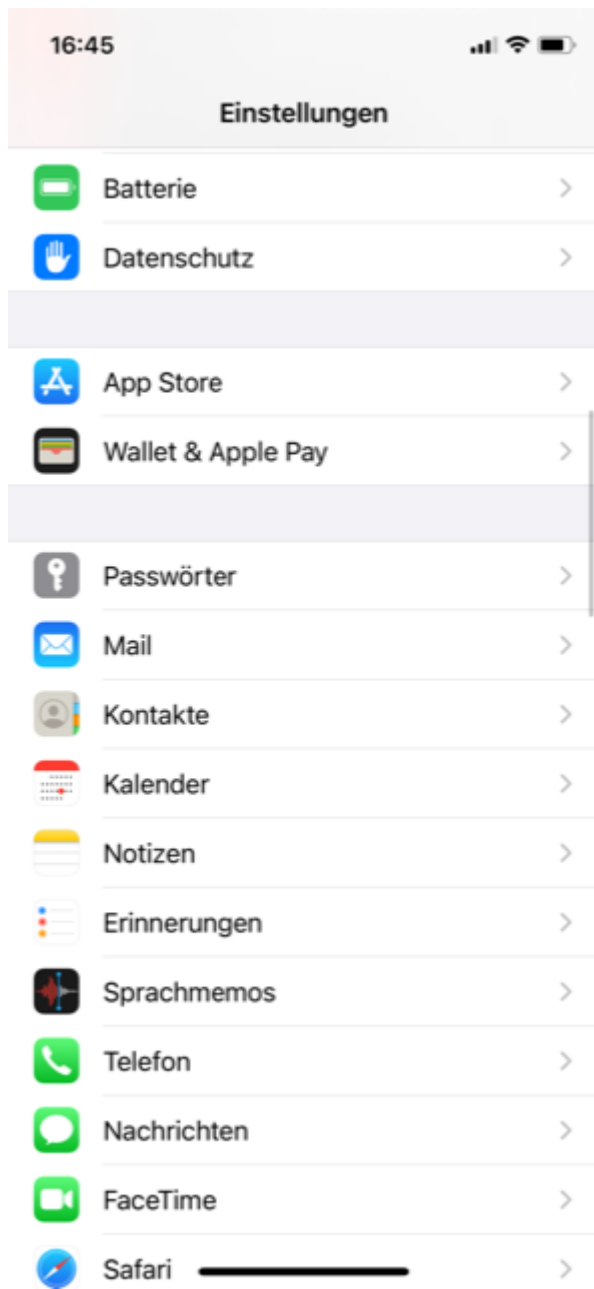 16:45
Einstellungen
Batterie
Datenschutz
App Store
Wallet & Apple Pay
Passwörter
Mail
Kontakte
Kalender
Notizen
Erinnerungen
Sprachmemos
Telefon
Nachrichten
FaceTime
Safari